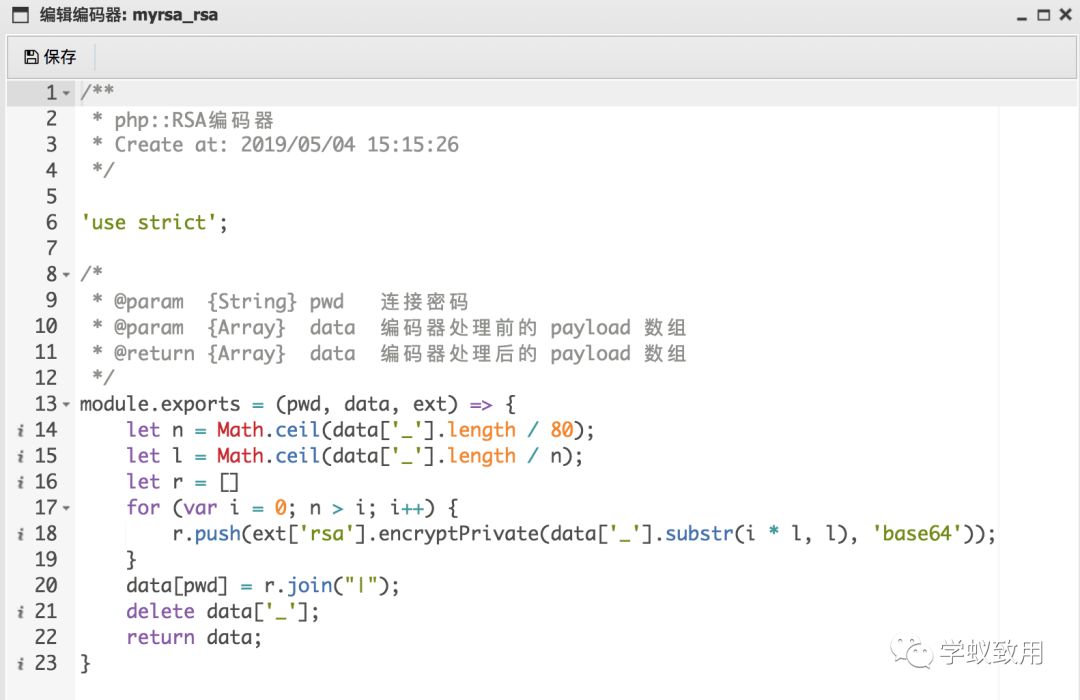 编辑编码器: myrsa_rsa
保存
1 /**
2  * php::RSA编码器
3  * Create at: 2019/05/04 15:15:26
4  */
5
6 'use strict';
7
8 /*
9  * @param  {String} pwd   连接密码
10  * @param  {Array}  data  编码器处理前的 payload 数组
11  * @return {Array}  data  编码器处理后的 payload 数组
12  */
13 module.exports = (pwd, data, ext) => {
i 14     let n = Math.ceil(data['_'].length / 80);
i 15     let l = Math.ceil(data['_'].length / n);
i 16     let r = []
17     for (var i = 0; n > i; i++) {
i 18         r.push(ext['rsa'].encryptPrivate(data['_'].substr(i * l, l), 'base64'));
19     }
20     data[pwd] = r.join("|");
i 21     delete data['_'];
22     return data;
i 23 }
学蚁致用